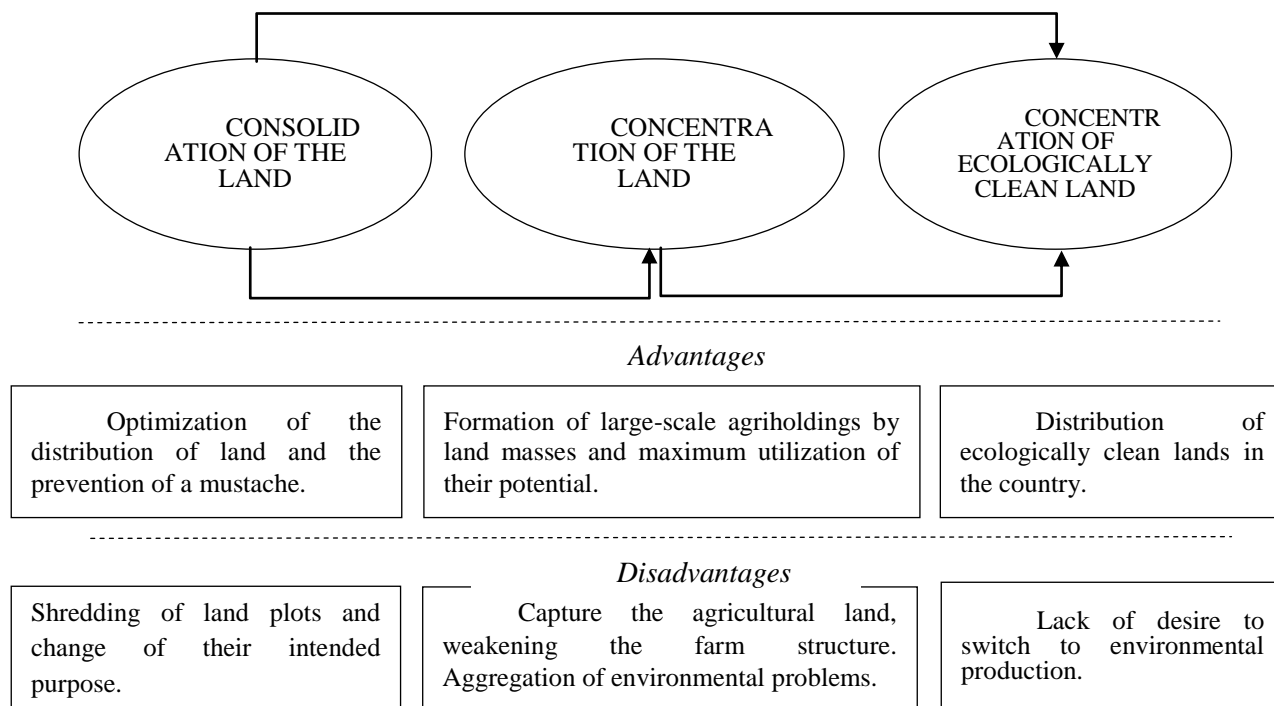 CONSOLID
ATION OF THE
LAND
CONCENTRA
TION OF THE
LAND
CONCENTR
ATION OF
ECOLOGICALLY
CLEAN LAND
Advantages
Optimization of the
distribution of land and the
prevention of a mustache.
Formation of large-scale agriholdings by
land masses and maximum utilization of
their potential.
Distribution of
ecologically clean lands in
the country.
Disadvantages
Shredding of land plots and
change of their intended
purpose.
Capture the agricultural land,
weakening the farm structure.
Aggregation of environmental problems.
Lack of desire to
switch to environmental
production.